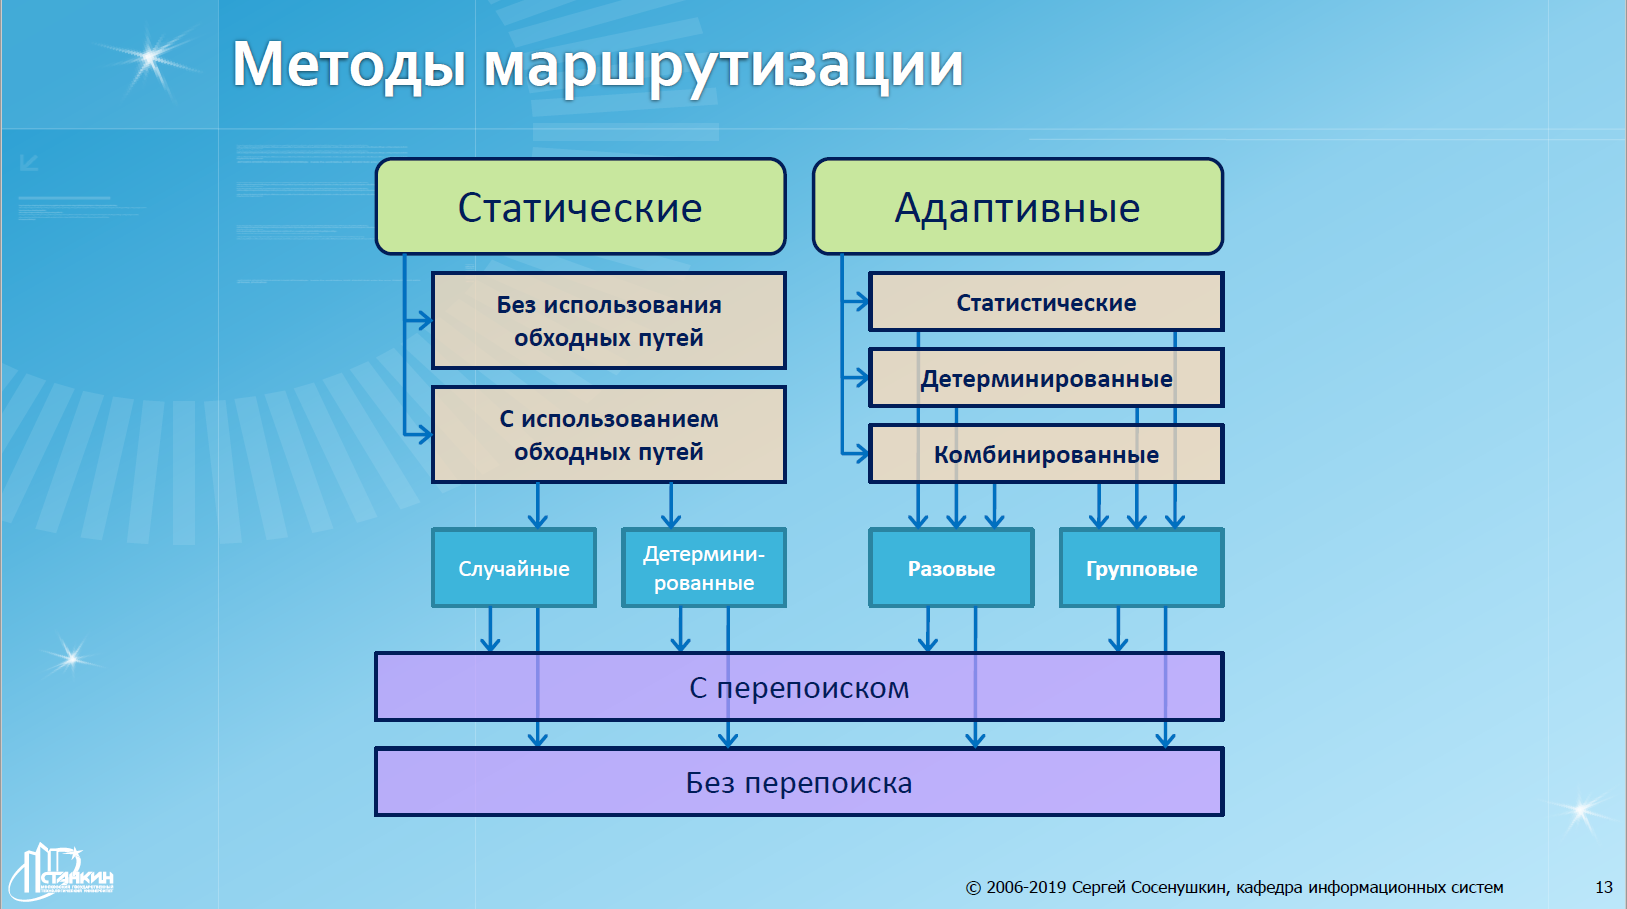 Методы маршрутизации
Статические
Адаптивные
Без использования
обходных путей
С использованием
обходных путей
Статистические
Детерминированные
Комбинированные
Случайные
Детермини-
рованные
Разовые
Групповые
С перепоиском
Без перепоиска
СТАНКИН
© 2006-2019 Сергей Сосенушкин, кафедра информационных систем
13